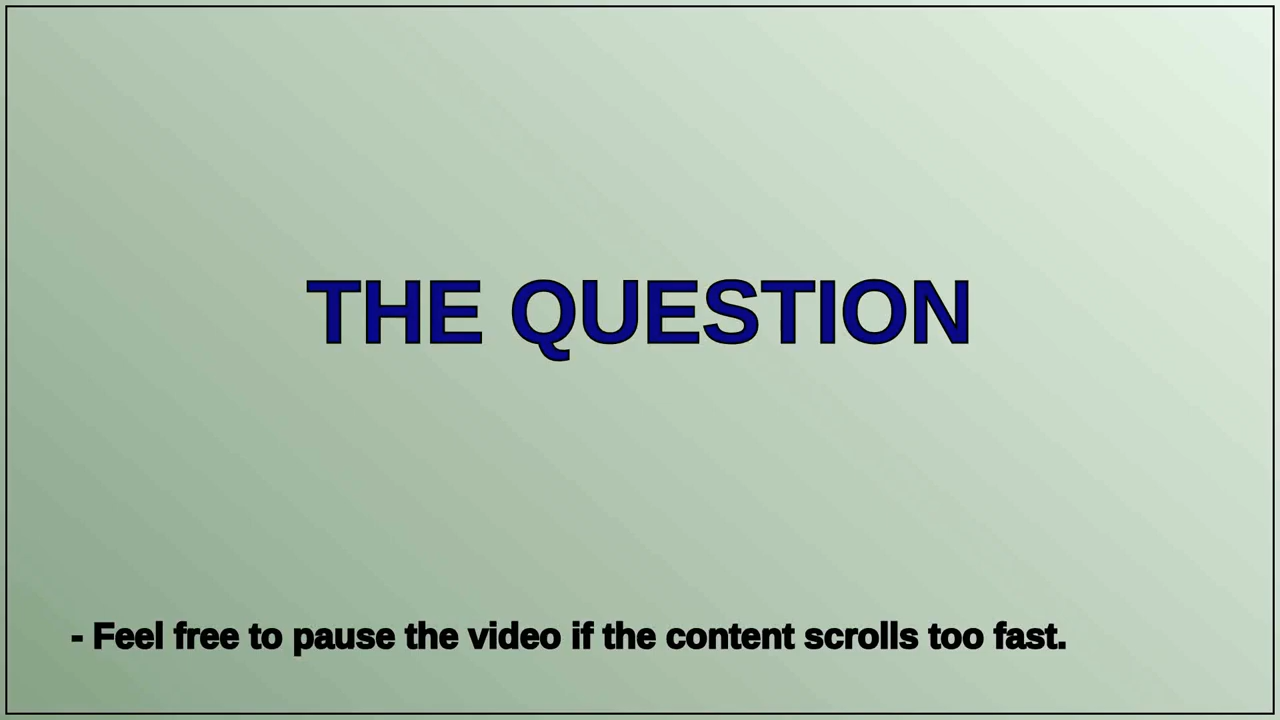 THE QUESTION
- Feel free to pause the video if the content scrolls too fast.